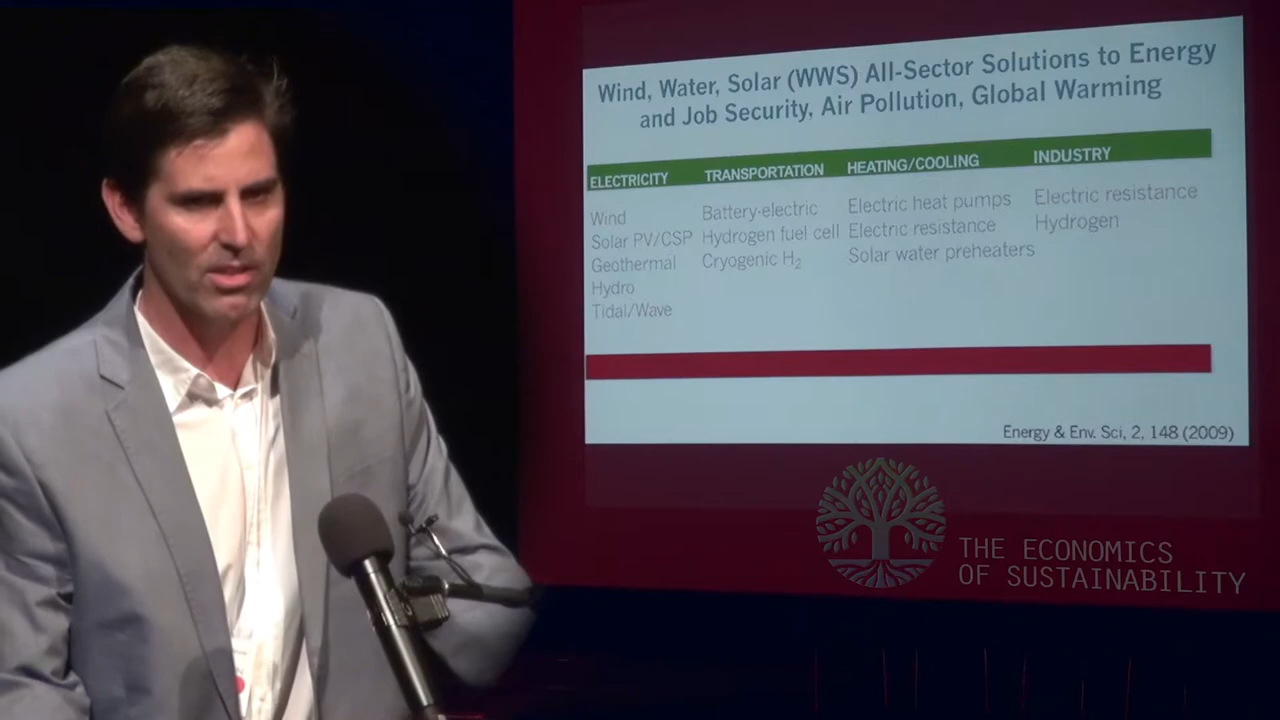 Wind, Water, Solar (WWS) All-Sector Solutions to Energy
and Job Security, Air Pollution, Global Warming
ELECTRICITY TRANSPORTATION HEATING/COOLING INDUSTRY
Wind Battery-electric Electric heat pumps Electric resistance
Solar PV/CSP Hydrogen fuel cell Electric resistance Hydrogen
Geothermal Cryogenic H₂ Solar water preheaters
Hydro
Tidal/Wave
Energy & Env. Sci, 2, 148 (2009)
THE ECONOMICS
OF SUSTAINABILITY